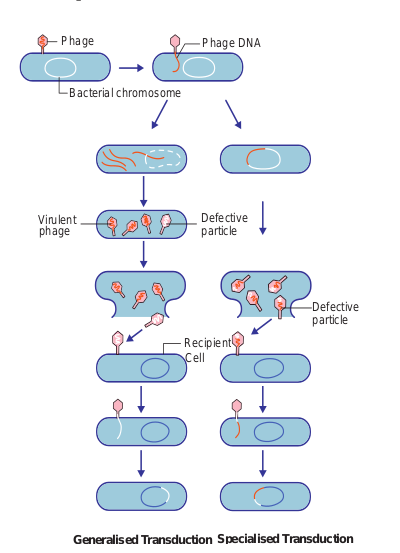 Phage
Phage DNA
Bacterial chromosome
Virulent
phage
Defective
particle
Defective
particle
Recipient
Cell
Generalised Transduction Specialised Transduction